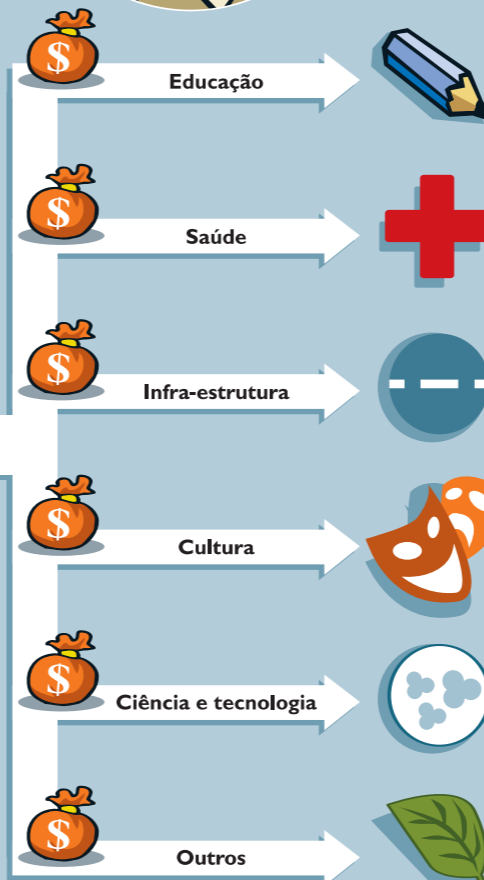 $
Educação
$
Saúde
$
Infra-estrutura
$
Cultura
$
Ciência e tecnologia
$
Outros